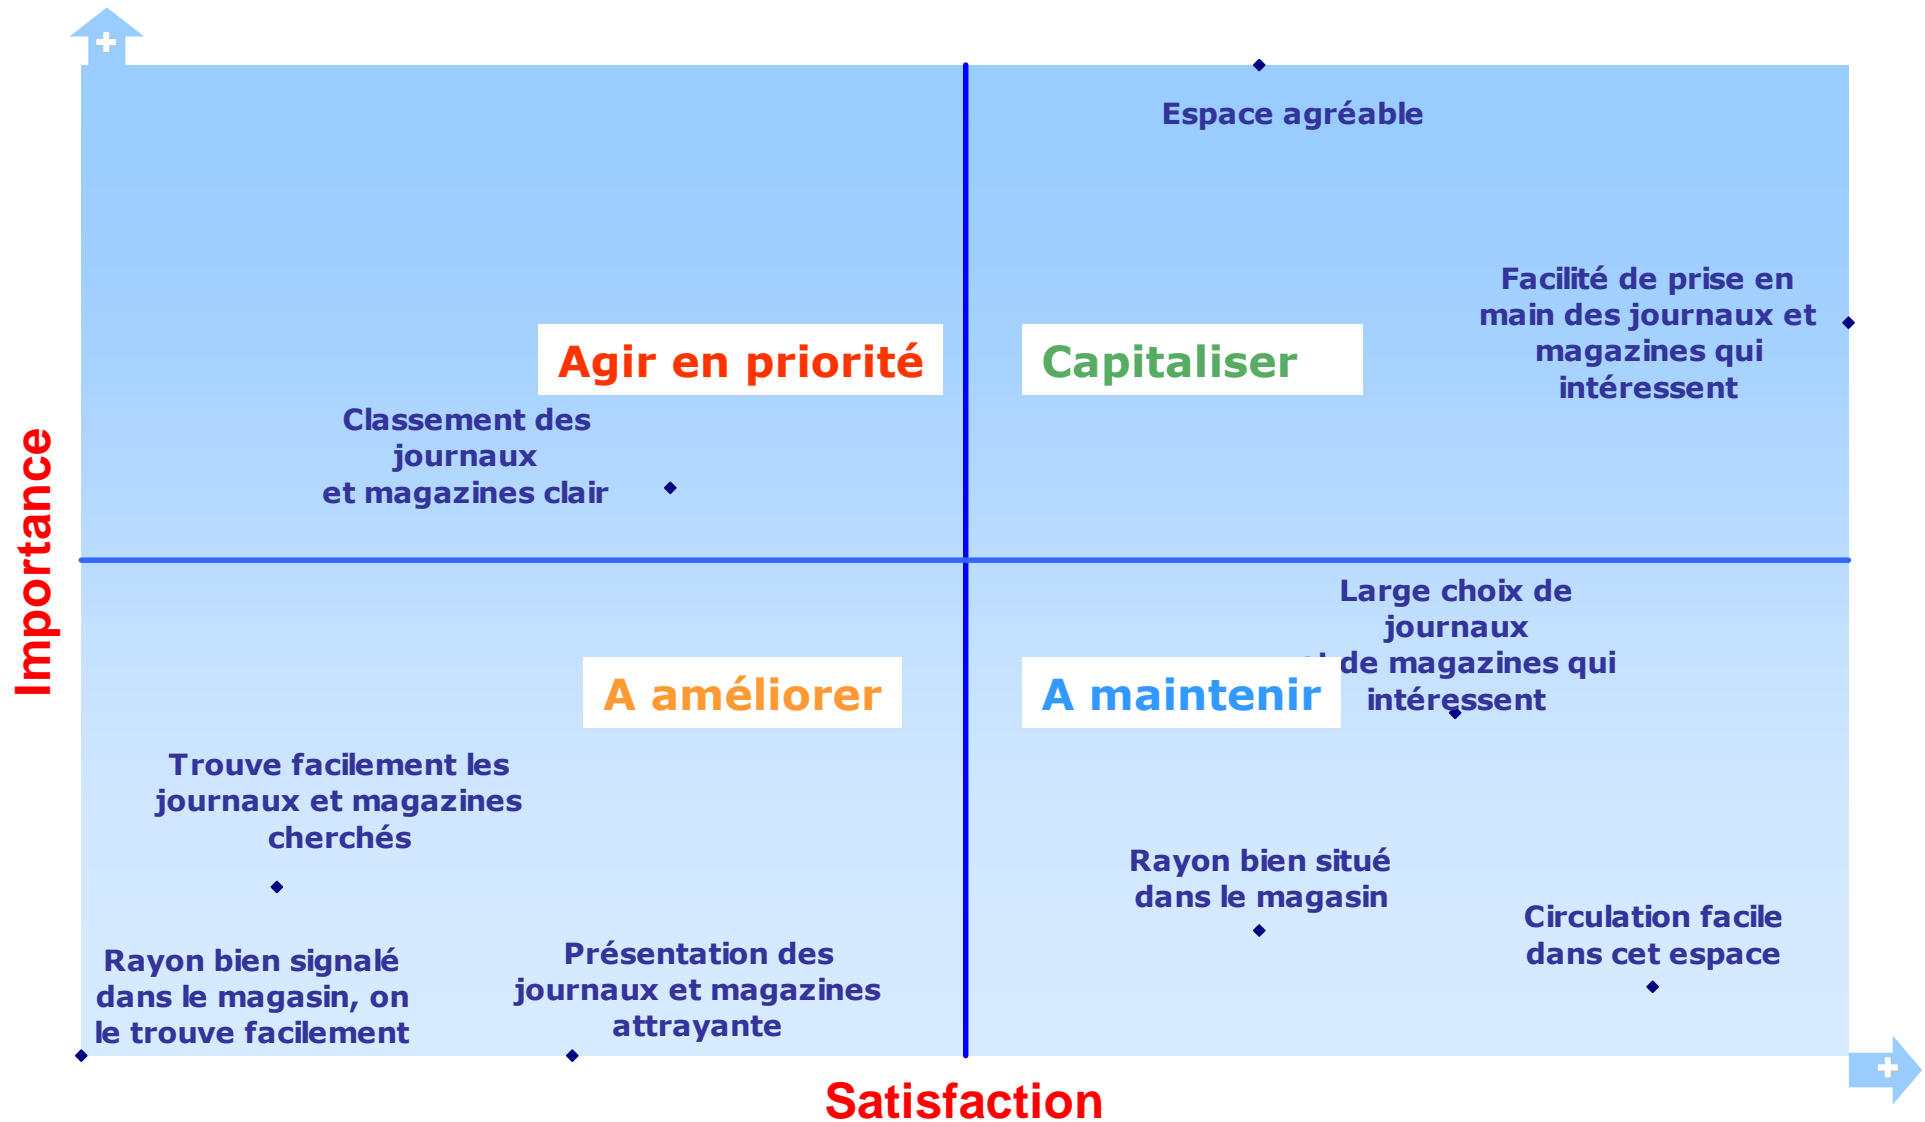 Espace agréable
Facilité de prise en
main des journaux et
magazines qui
intéressent
Agir en priorité
Capitaliser
Classement des
journaux
et magazines clair
Importance
Large choix de
journaux
de magazines qui
intéressent
A améliorer
A maintenir
Trouve facilement les
journaux et magazines
cherchés
Rayon bien situé
dans le magasin
Circulation facile
dans cet espace
Rayon bien signalé
dans le magasin, on
le trouve facilement
Présentation des
journaux et magazines
attrayante
Satisfaction